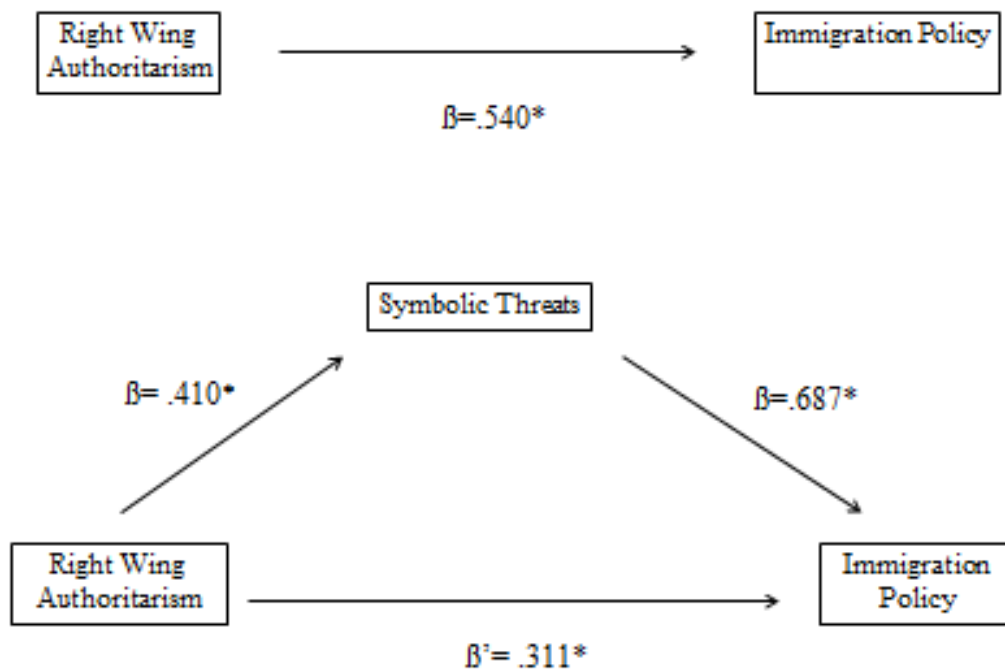 Right Wing
Authoritarism
Immigration Policy
ß=.540*
Symbolic Threats
ß= .410*
ß=.687*
Right Wing
Authoritarism
Immigration
Policy
ß’= .311*